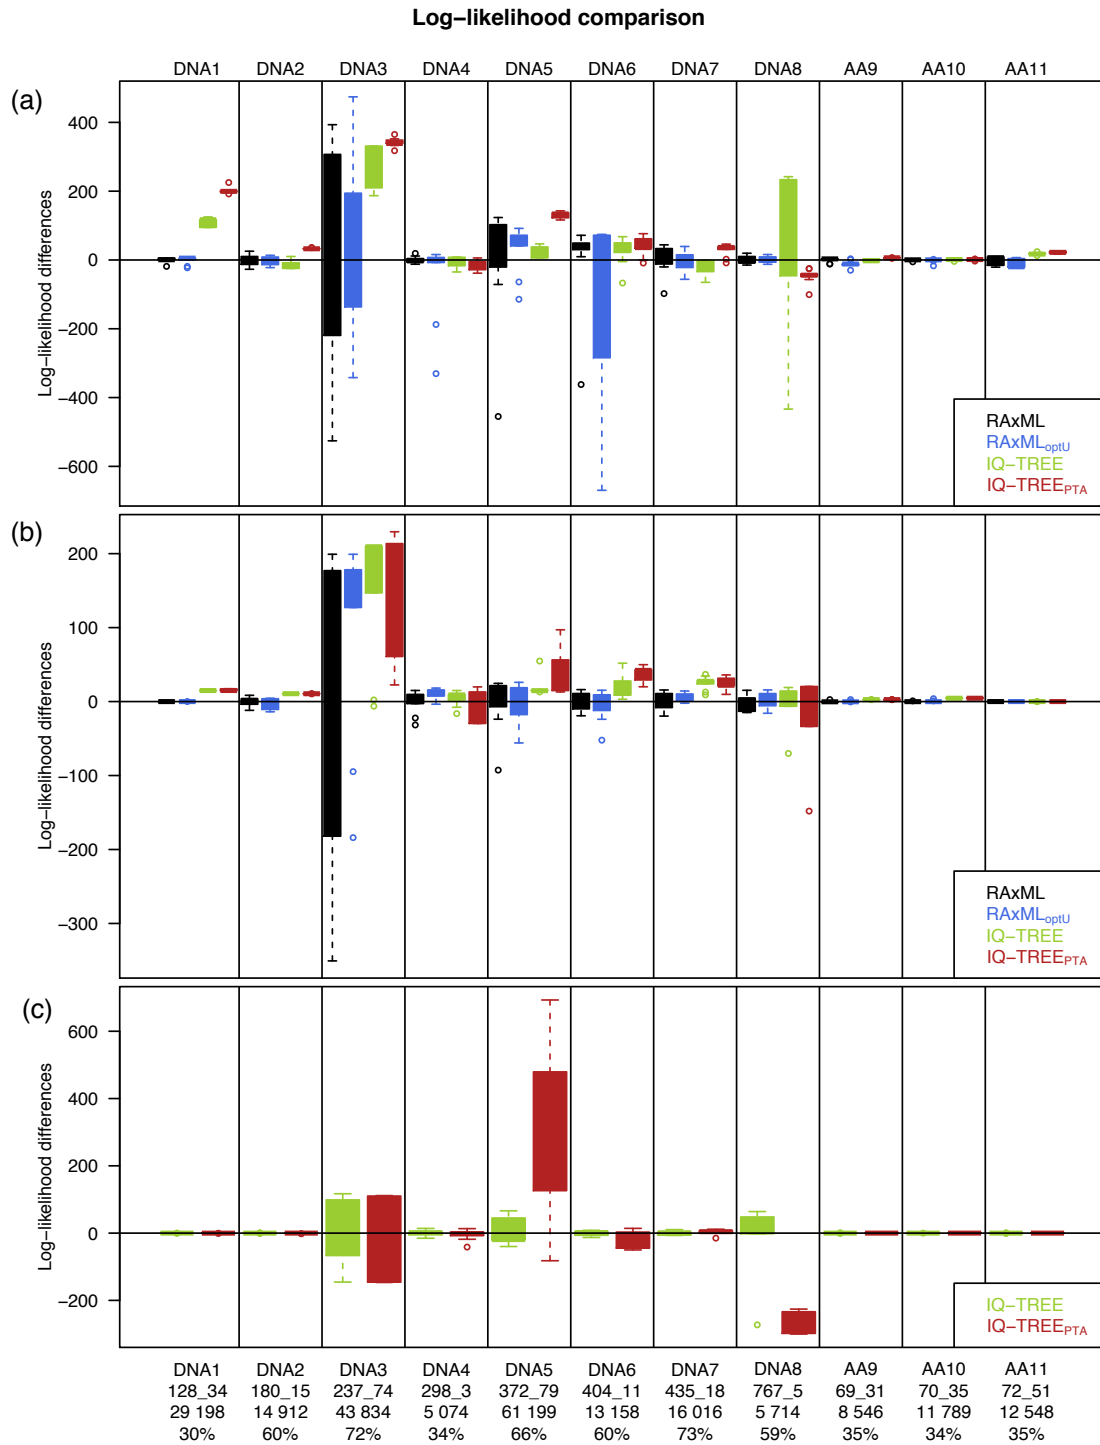 Log−likelihood comparison
DNA1 DNA2 DNA3 DNA4 DNA5 DNA6 DNA7 DNA8 AA9 AA10 AA11
(a)
Log−likelihood differences
400
200
0
−200
−400
−600
RAxML
RAxMLoptU
IQ−TREE
IQ−TREEPTA
(b)
Log−likelihood differences
200
100
0
−100
−200
−300
RAxML
RAxMLoptU
IQ−TREE
IQ−TREEPTA
(c)
Log−likelihood differences
600
400
200
0
−200
IQ−TREE
IQ−TREEPTA
DNA1 DNA2 DNA3 DNA4 DNA5 DNA6 DNA7 DNA8 AA9 AA10 AA11
128_34 180_15 237_74 298_3 372_79 404_11 435_18 767_5 69_31 70_35 72_51
29 198 14 912 43 834 5 074 61 199 13 158 16 016 5 714 8 546 11 789 12 548
30% 60% 72% 34% 66% 60% 73% 59% 35% 34% 35%